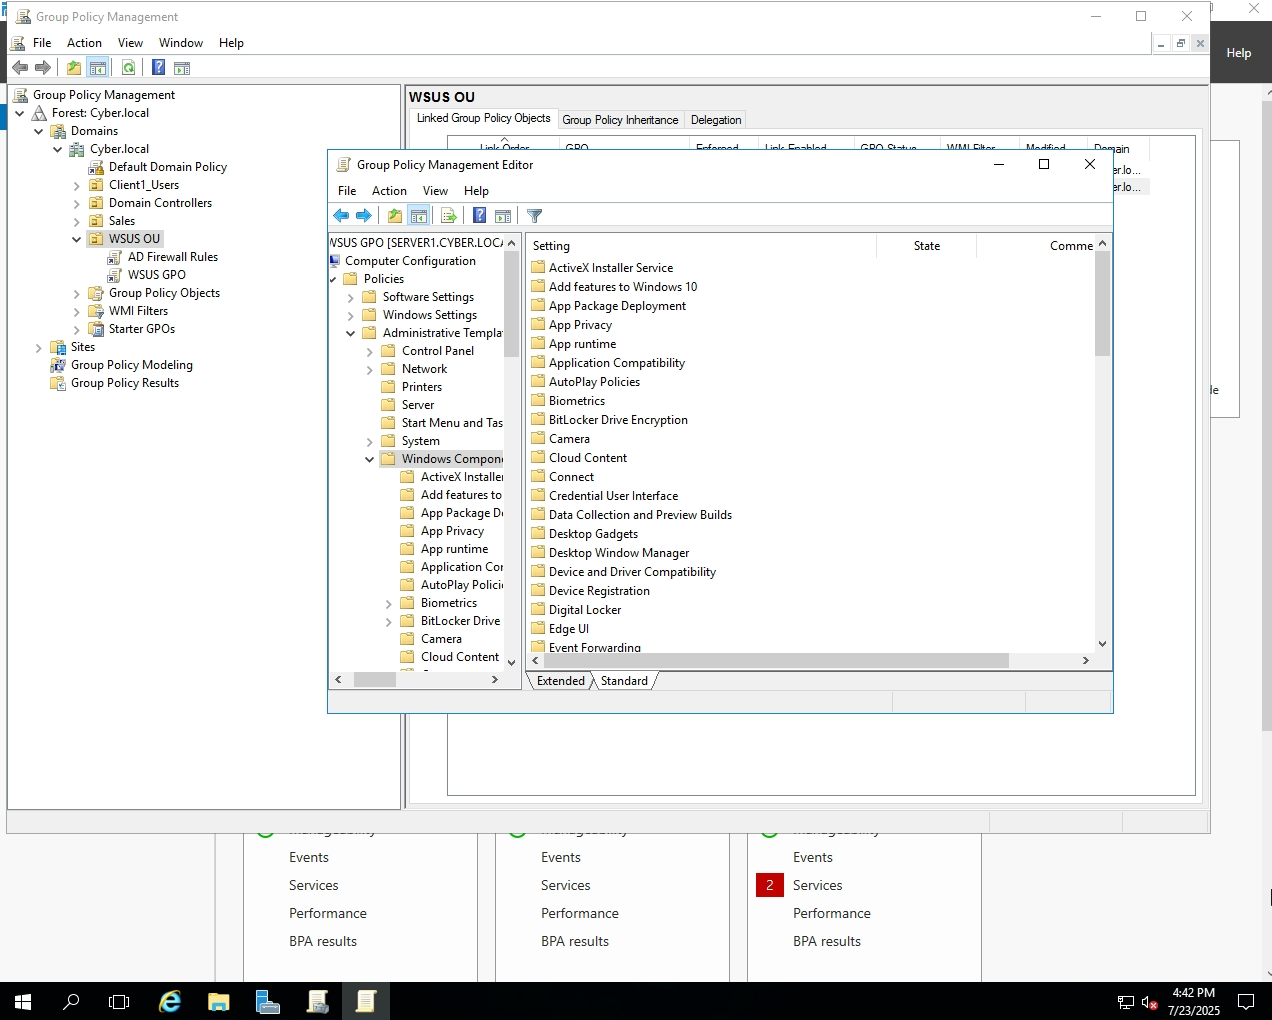 Group Policy Management
File Action View Window Help
Help
Group Policy Management
Forest: Cyber.local
Domains
Cyber.local
Default Domain Policy
Client1_Users
Domain Controllers
Sales
WSUS OU
AD Firewall Rules
WSUS GPO
Group Policy Objects
WMI Filters
Starter GPOs
Sites
Group Policy Modeling
Group Policy Results
WSUS OU
Linked Group Policy Objects Group Policy Inheritance Delegation
Link Order GPO Enforced Link Enabled GPO Status WMI Filter Modified Domain
er.lo...
er.lo...
Group Policy Management Editor
File Action View Help
WSUS GPO [SERVER1.CYBER.LOCA
Computer Configuration
Policies
Software Settings
Windows Settings
Administrative Templa
Control Panel
Network
Printers
Server
Start Menu and Tas
System
Windows Compon
ActiveX Installer
Add features to
App Package De
App Privacy
App runtime
Application Cor
AutoPlay Policie
Biometrics
BitLocker Drive
Camera
Cloud Content
Setting State Comme
ActiveX Installer Service
Add features to Windows 10
App Package Deployment
App Privacy
App runtime
Application Compatibility
AutoPlay Policies
Biometrics
BitLocker Drive Encryption
Camera
Cloud Content
Connect
Credential User Interface
Data Collection and Preview Builds
Desktop Gadgets
Desktop Window Manager
Device and Driver Compatibility
Device Registration
Digital Locker
Edge UI
Event Forwarding
Extended Standard
de
Manageability Manageability Manageability
Events Events Events
Services Services 2 Services
Performance Performance Performance
BPA results BPA results BPA results
4:42 PM
7/23/2025